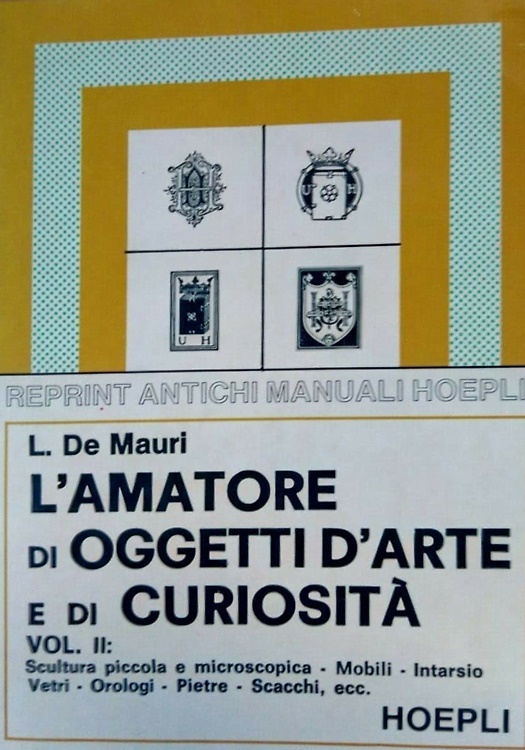 U H
U H
REPRINT ANTICHI MANUALI HOEPLI
L. De Mauri
L'AMATORE
DI OGGETTI D'ARTE
E DI CURIOSITÀ
VOL. II:
Scultura piccola e microscopica - Mobili - Intarsio
Vetri - Orologi - Pietre - Scacchi, ecc.
HOEPLI